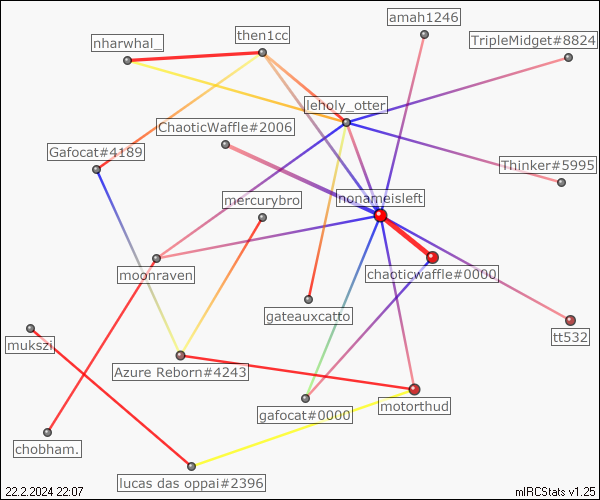 amah1246
then1cc
nharwhal_
TripleMidget#8824
leholy_otter
ChaoticWaffle#2006
Gafocat#4189
Thinker#5995
mercurybro
nonameisleft
moonraven
chaoticwaffle#0000
gateauxcatto
tt532
mukszi
Azure Reborn#4243
motorthud
gafocat#0000
chobham.
lucas das oppai#2396
22.2.2024 22:07
mIRCStats v1.25